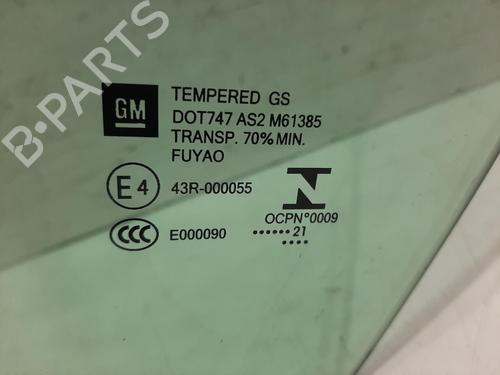 GM
TEMPERED GS
DOT747 AS2 M61385
TRANSP. 70% MIN.
FUYAO
E4 43R-000055
N
OCPN°0009
CCC E000090 •••••• 21
••••••
B-PARTS